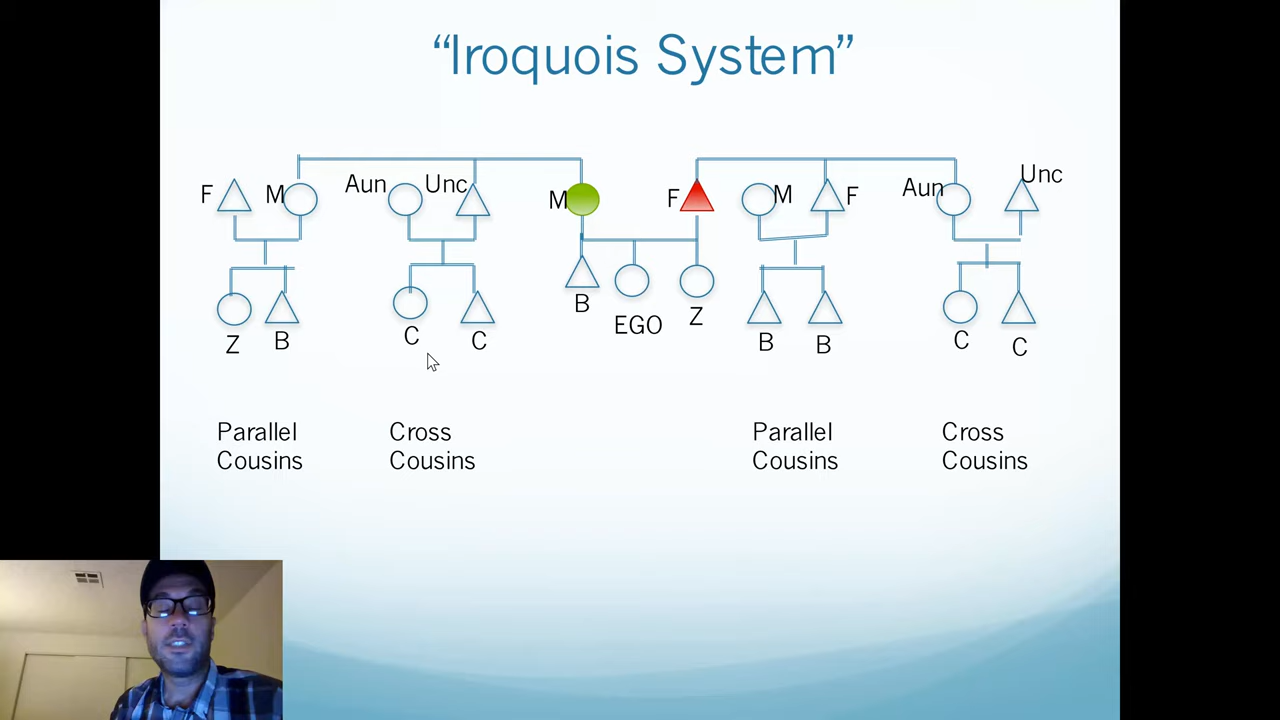 “Iroquois System”
F
M
Aun
Unc
M
F
M
F
Aun
Unc
Z
B
C
C
B
EGO
Z
B
B
C
C
Parallel
Cousins
Cross
Cousins
Parallel
Cousins
Cross
Cousins